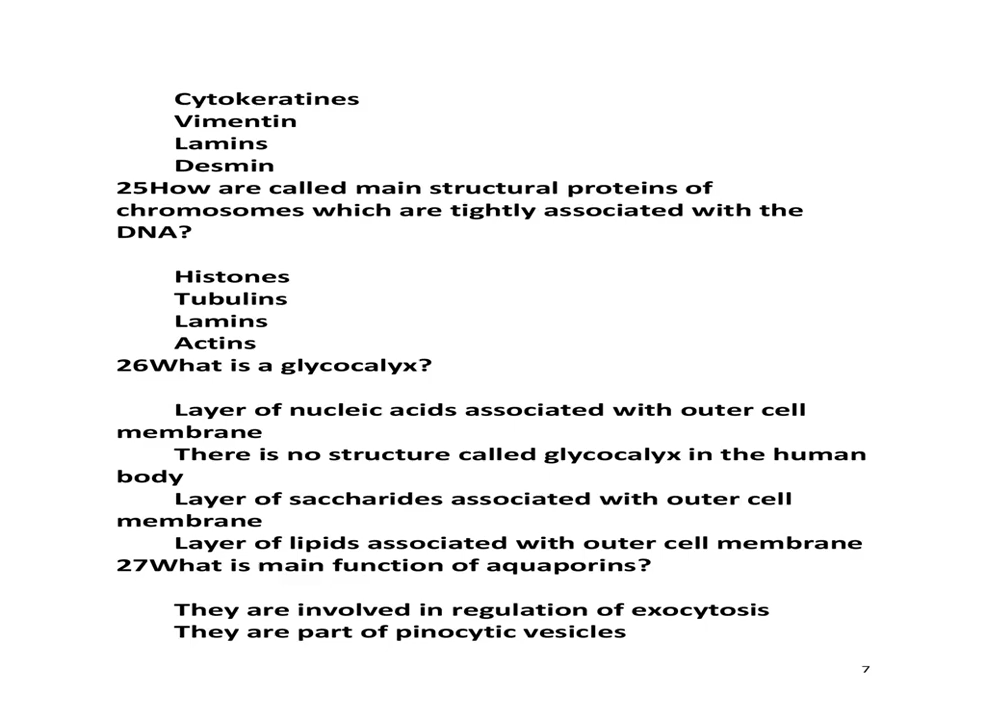 Cytokeratines
Vimentin
Lamins
Desmin
25How are called main structural proteins of
chromosomes which are tightly associated with the
DNA?
Histones
Tubulins
Lamins
Actins
26What is a glycocalyx?
Layer of nucleic acids associated with outer cell
membrane
There is no structure called glycocalyx in the human
body
Layer of saccharides associated with outer cell
membrane
Layer of lipids associated with outer cell membrane
27What is main function of aquaporins?
They are involved in regulation of exocytosis
They are part of pinocytic vesicles
7